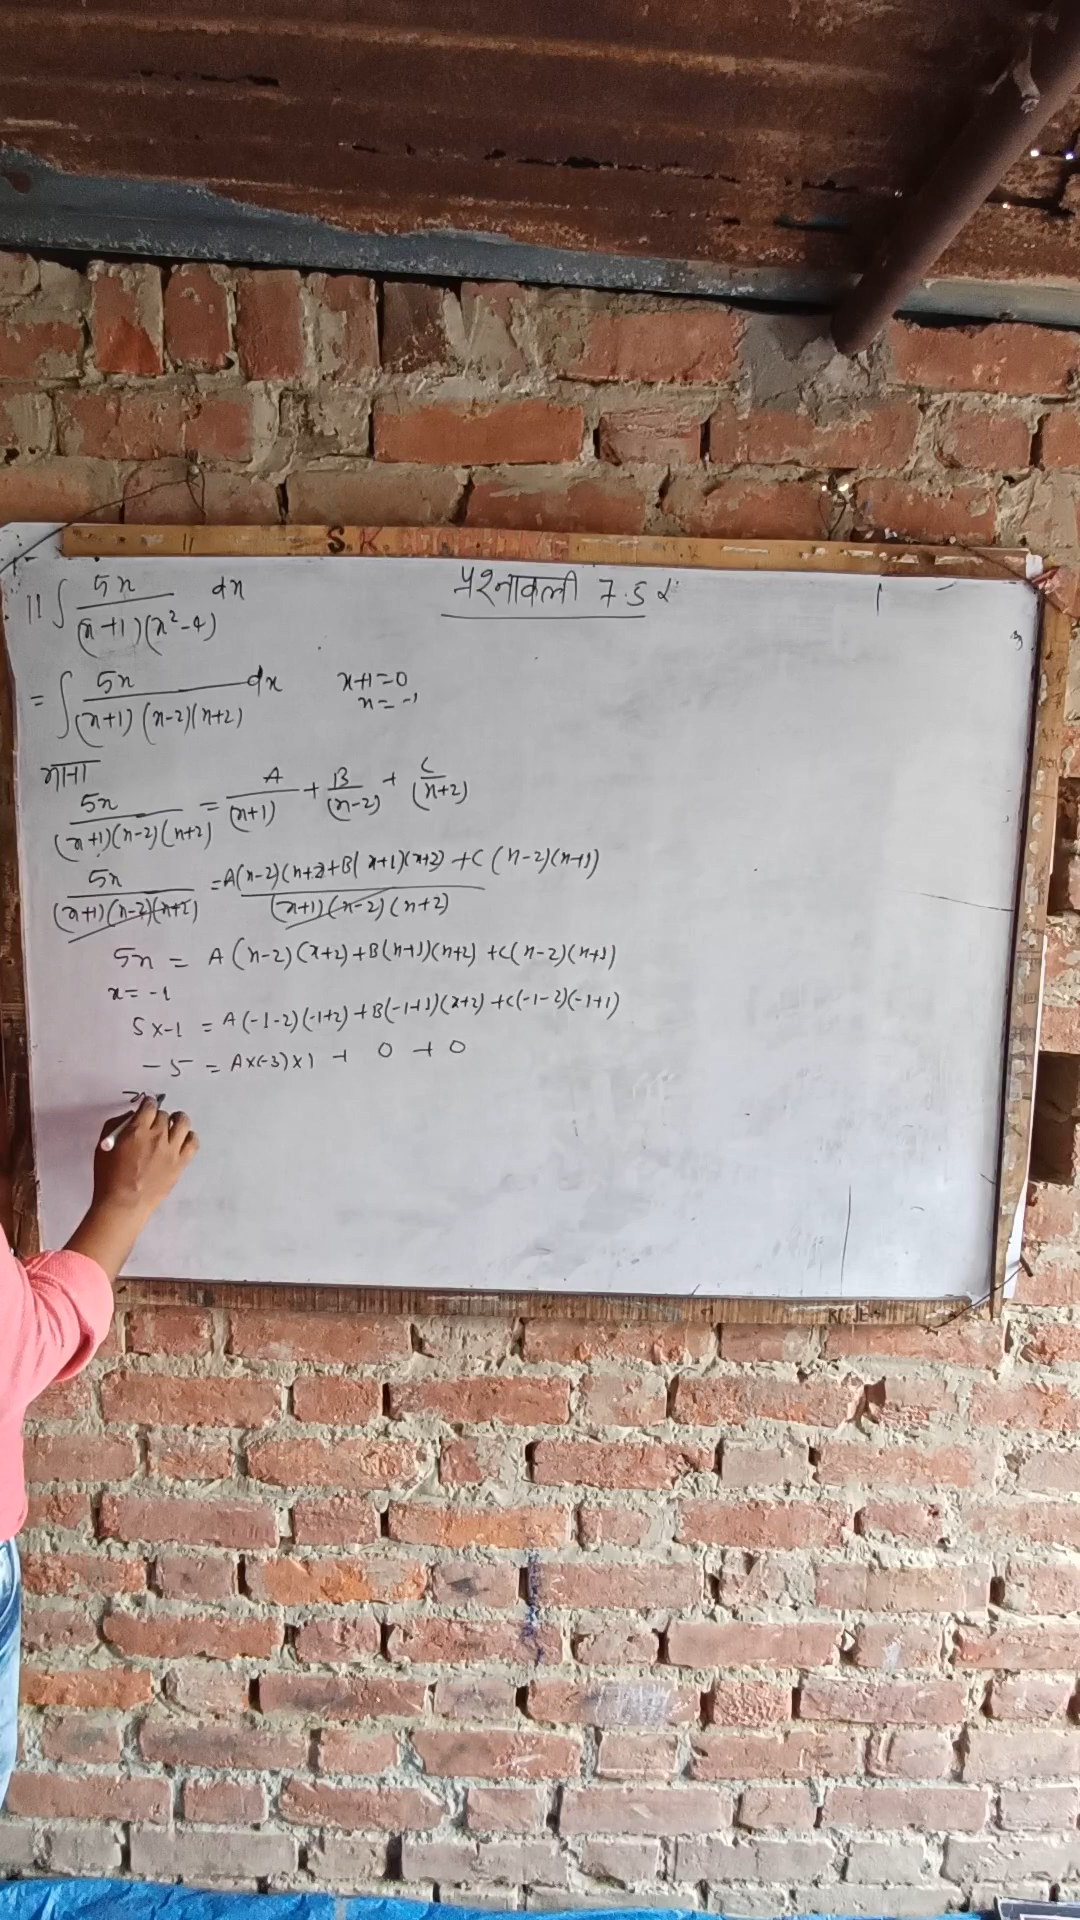 S.K.
प्रश्नावली 7.5
11 ∫ 5x/(x+1)(x²-4) dx
= ∫ 5x/(x+1)(x-2)(x+2) dx
x+1=0
x=-1
माना
5x/(x+1)(x-2)(x+2) = A/(x+1) + B/(x-2) + C/(x+2)
5x/(x+1)(x-2)(x+2) = A(x-2)(x+2)+B(x+1)(x+2)+C(x-2)(x+1)/(x+1)(x-2)(x+2)
5x = A(x-2)(x+2)+B(x+1)(x+2)+C(x-2)(x+1)
x=-1
5x-1 = A(-1-2)(-1+2)+B(-1+1)(x+2)+C(-1-2)(-1+1)
-5 = A×(-3)×1 + 0 + 0